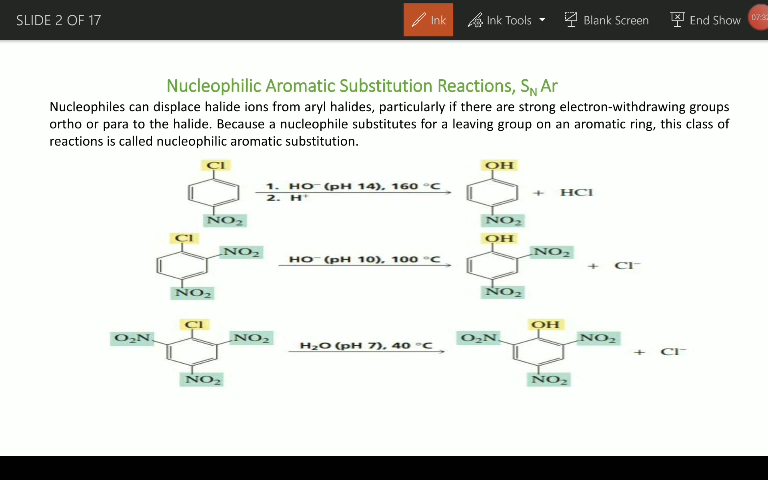 SLIDE 2 OF 17
Ink
Ink Tools
Blank Screen
End Show
Nucleophilic Aromatic Substitution Reactions, SN Ar
Nucleophiles can displace halide ions from aryl halides, particularly if there are strong electron-withdrawing groups
ortho or para to the halide. Because a nucleophile substitutes for a leaving group on an aromatic ring, this class of
reactions is called nucleophilic aromatic substitution.
Cl
OH
1. HO⁻ (pH 14), 160 °C
2. H⁺
+ HCl
NO₂
NO₂
Cl
OH
NO₂
NO₂
HO⁻ (pH 10), 100 °C
+ Cl⁻
NO₂
NO₂
Cl
OH
O₂N
NO₂
O₂N
NO₂
H₂O (pH 7), 40 °C
+ Cl⁻
NO₂
NO₂